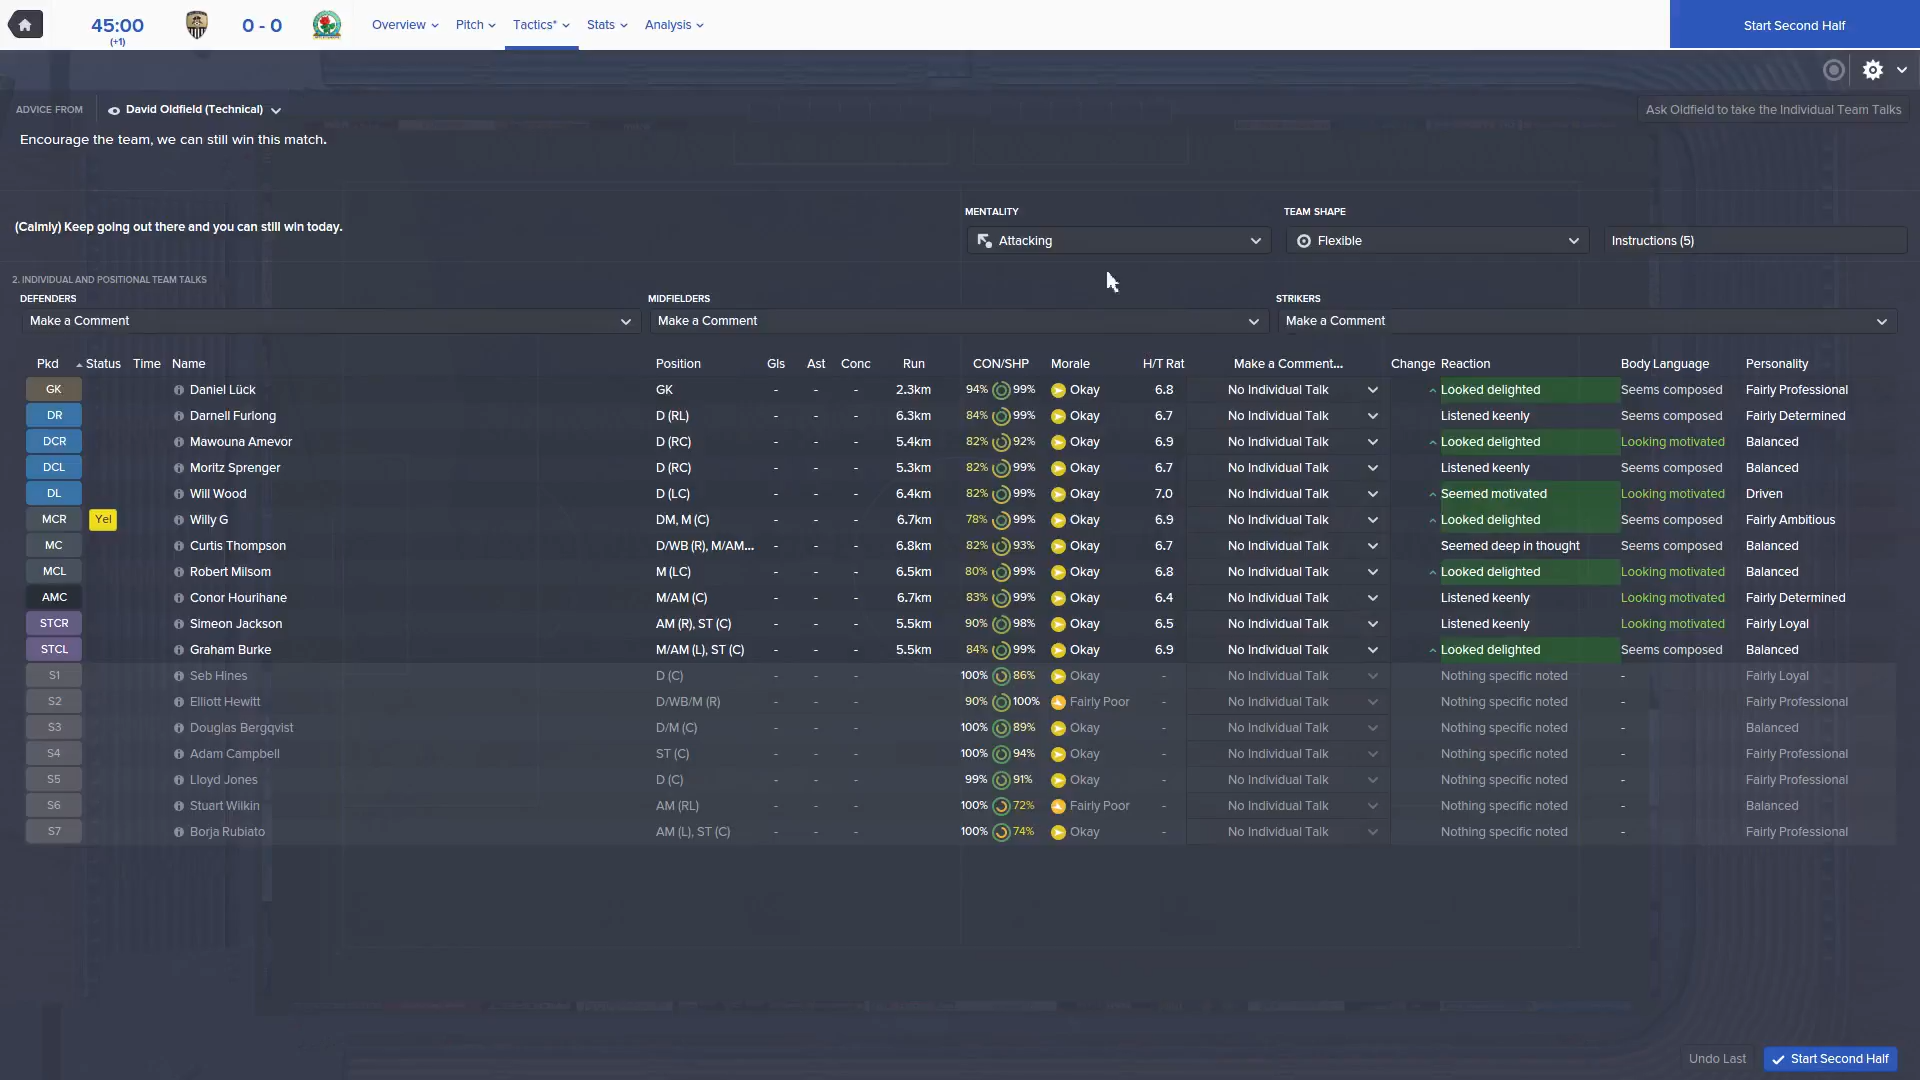 45:00
(+1)
0 - 0
Overview
Pitch
Tactics*
Stats
Analysis
Start Second Half
ADVICE FROM
David Oldfield (Technical)
Ask Oldfield to take the Individual Team Talks
Encourage the team, we can still win this match.
MENTALITY
TEAM SHAPE
(Calmly) Keep going out there and you can still win today.
Attacking
Flexible
Instructions (5)
2. INDIVIDUAL AND POSITIONAL TEAM TALKS
DEFENDERS
MIDFIELDERS
STRIKERS
Make a Comment
Make a Comment
Make a Comment
Pkd Status Time Name Position Gls Ast Conc Run CON/SHP Morale H/T Rat Make a Comment... Change Reaction Body Language Personality
GK Daniel Lück GK - - - 2.3km 94% 99% Okay 6.8 No Individual Talk Looked delighted Seems composed Fairly Professional
DR Darnell Furlong D (RL) - - - 6.3km 84% 99% Okay 6.7 No Individual Talk Listened keenly Seems composed Fairly Determined
DCR Mawouna Amevor D (RC) - - - 5.4km 82% 92% Okay 6.9 No Individual Talk Looked delighted Looking motivated Balanced
DCL Moritz Sprenger D (RC) - - - 5.3km 82% 99% Okay 6.7 No Individual Talk Listened keenly Seems composed Balanced
DL Will Wood D (LC) - - - 6.4km 82% 99% Okay 7.0 No Individual Talk Seemed motivated Looking motivated Driven
MCR Yel Willy G DM, M (C) - - - 6.7km 78% 99% Okay 6.9 No Individual Talk Looked delighted Seems composed Fairly Ambitious
MC Curtis Thompson D/WB (R), M/AM... - - - 6.8km 82% 93% Okay 6.7 No Individual Talk Seemed deep in thought Seems composed Balanced
MCL Robert Milsom M (LC) - - - 6.5km 80% 99% Okay 6.8 No Individual Talk Looked delighted Looking motivated Balanced
AMC Conor Hourihane M/AM (C) - - - 6.7km 83% 99% Okay 6.4 No Individual Talk Listened keenly Looking motivated Fairly Determined
STCR Simeon Jackson AM (R), ST (C) - - - 5.5km 90% 98% Okay 6.5 No Individual Talk Listened keenly Looking motivated Fairly Loyal
STCL Graham Burke M/AM (L), ST (C) - - - 5.5km 84% 99% Okay 6.9 No Individual Talk Looked delighted Seems composed Balanced
S1 Seb Hines D (C) 100% 86% Okay - No Individual Talk Nothing specific noted - Fairly Loyal
S2 Elliott Hewitt D/WB/M (R) 90% 100% Fairly Poor - No Individual Talk Nothing specific noted - Fairly Professional
S3 Douglas Bergqvist D/M (C) 100% 89% Okay - No Individual Talk Nothing specific noted - Balanced
S4 Adam Campbell ST (C) 100% 94% Okay - No Individual Talk Nothing specific noted - Fairly Professional
S5 Lloyd Jones D (C) 99% 91% Okay - No Individual Talk Nothing specific noted - Fairly Professional
S6 Stuart Wilkin AM (RL) 100% 72% Fairly Poor - No Individual Talk Nothing specific noted - Balanced
S7 Borja Rubiato AM (L), ST (C) 100% 74% Okay - No Individual Talk Nothing specific noted - Fairly Professional
Undo Last
Start Second Half